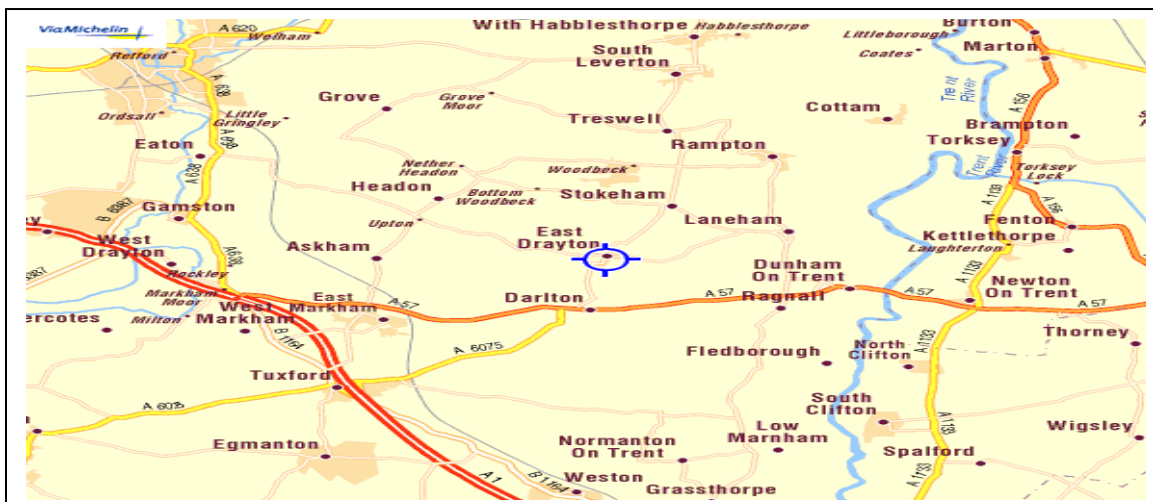 ViaMichelin
A 620
Welham
With Habblesthorpe
Habblesthorpe
Littleborough
Burton
Retford
South
Leverton
Coates
Marton
A 638
Grove
Grove
Moor
Cottam
Trent
River
A 156
Ordsall
Little
Gringley
Treswell
Brampton
Eaton
A 638
Rampton
Torksey
A 638
Nether
Headon
Woodbeck
Trent
River
Torksey
Lock
Headon
Bottom
Woodbeck
Stokeham
A 1133
A 156
B 6387
Gamston
Upton
Laneham
Fenton
West
Drayton
Askham
East
Drayton
Kettlethorpe
Laughterton
A 638
Rockley
Dunham
On Trent
A 1133
6387
Markham
Moor
East
Markham
A 57
Darlton
A 57
Ragnall
Newton
On Trent
A 57
ercotes
Milton
West
Markham
B 1164
Thorney
A 6075
Fledborough
North
Clifton
A 1133
Tuxford
A 6075
South
Clifton
Egmanton
Normanton
On Trent
Low
Marnham
A 1133
Wigsley
Spalford
A 1
B 1164
Weston
A 1133
Grassthorpe